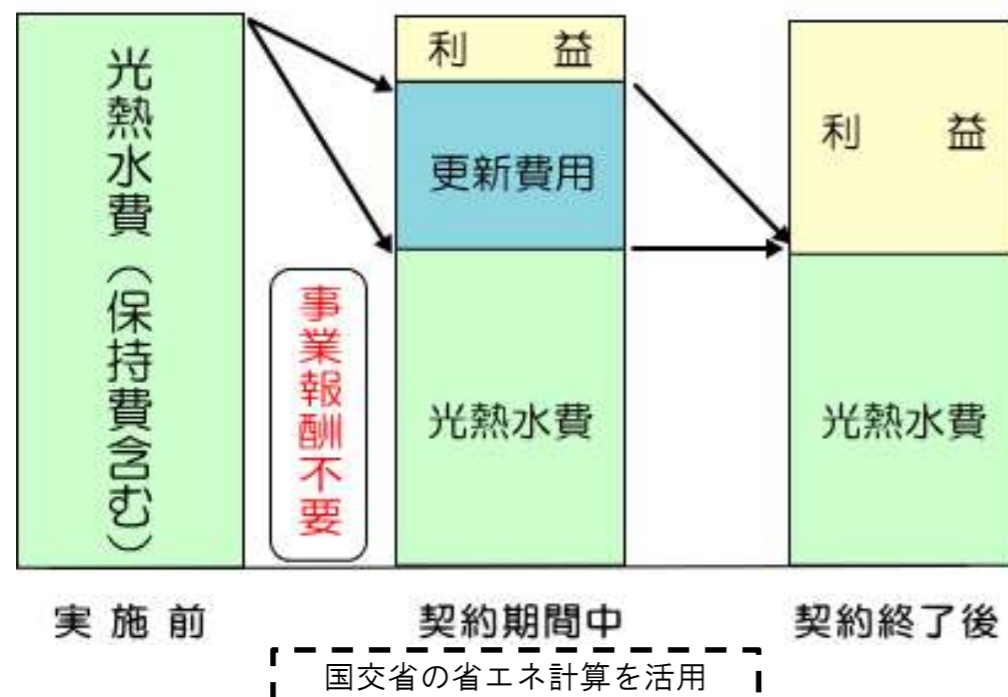 光熱水費（保持費含む）
事業報酬不要
利　　益
更新費用
光熱水費
利　　益
光熱水費
実 施 前
契約期間中
契約終了後
国交省の省エネ計算を活用